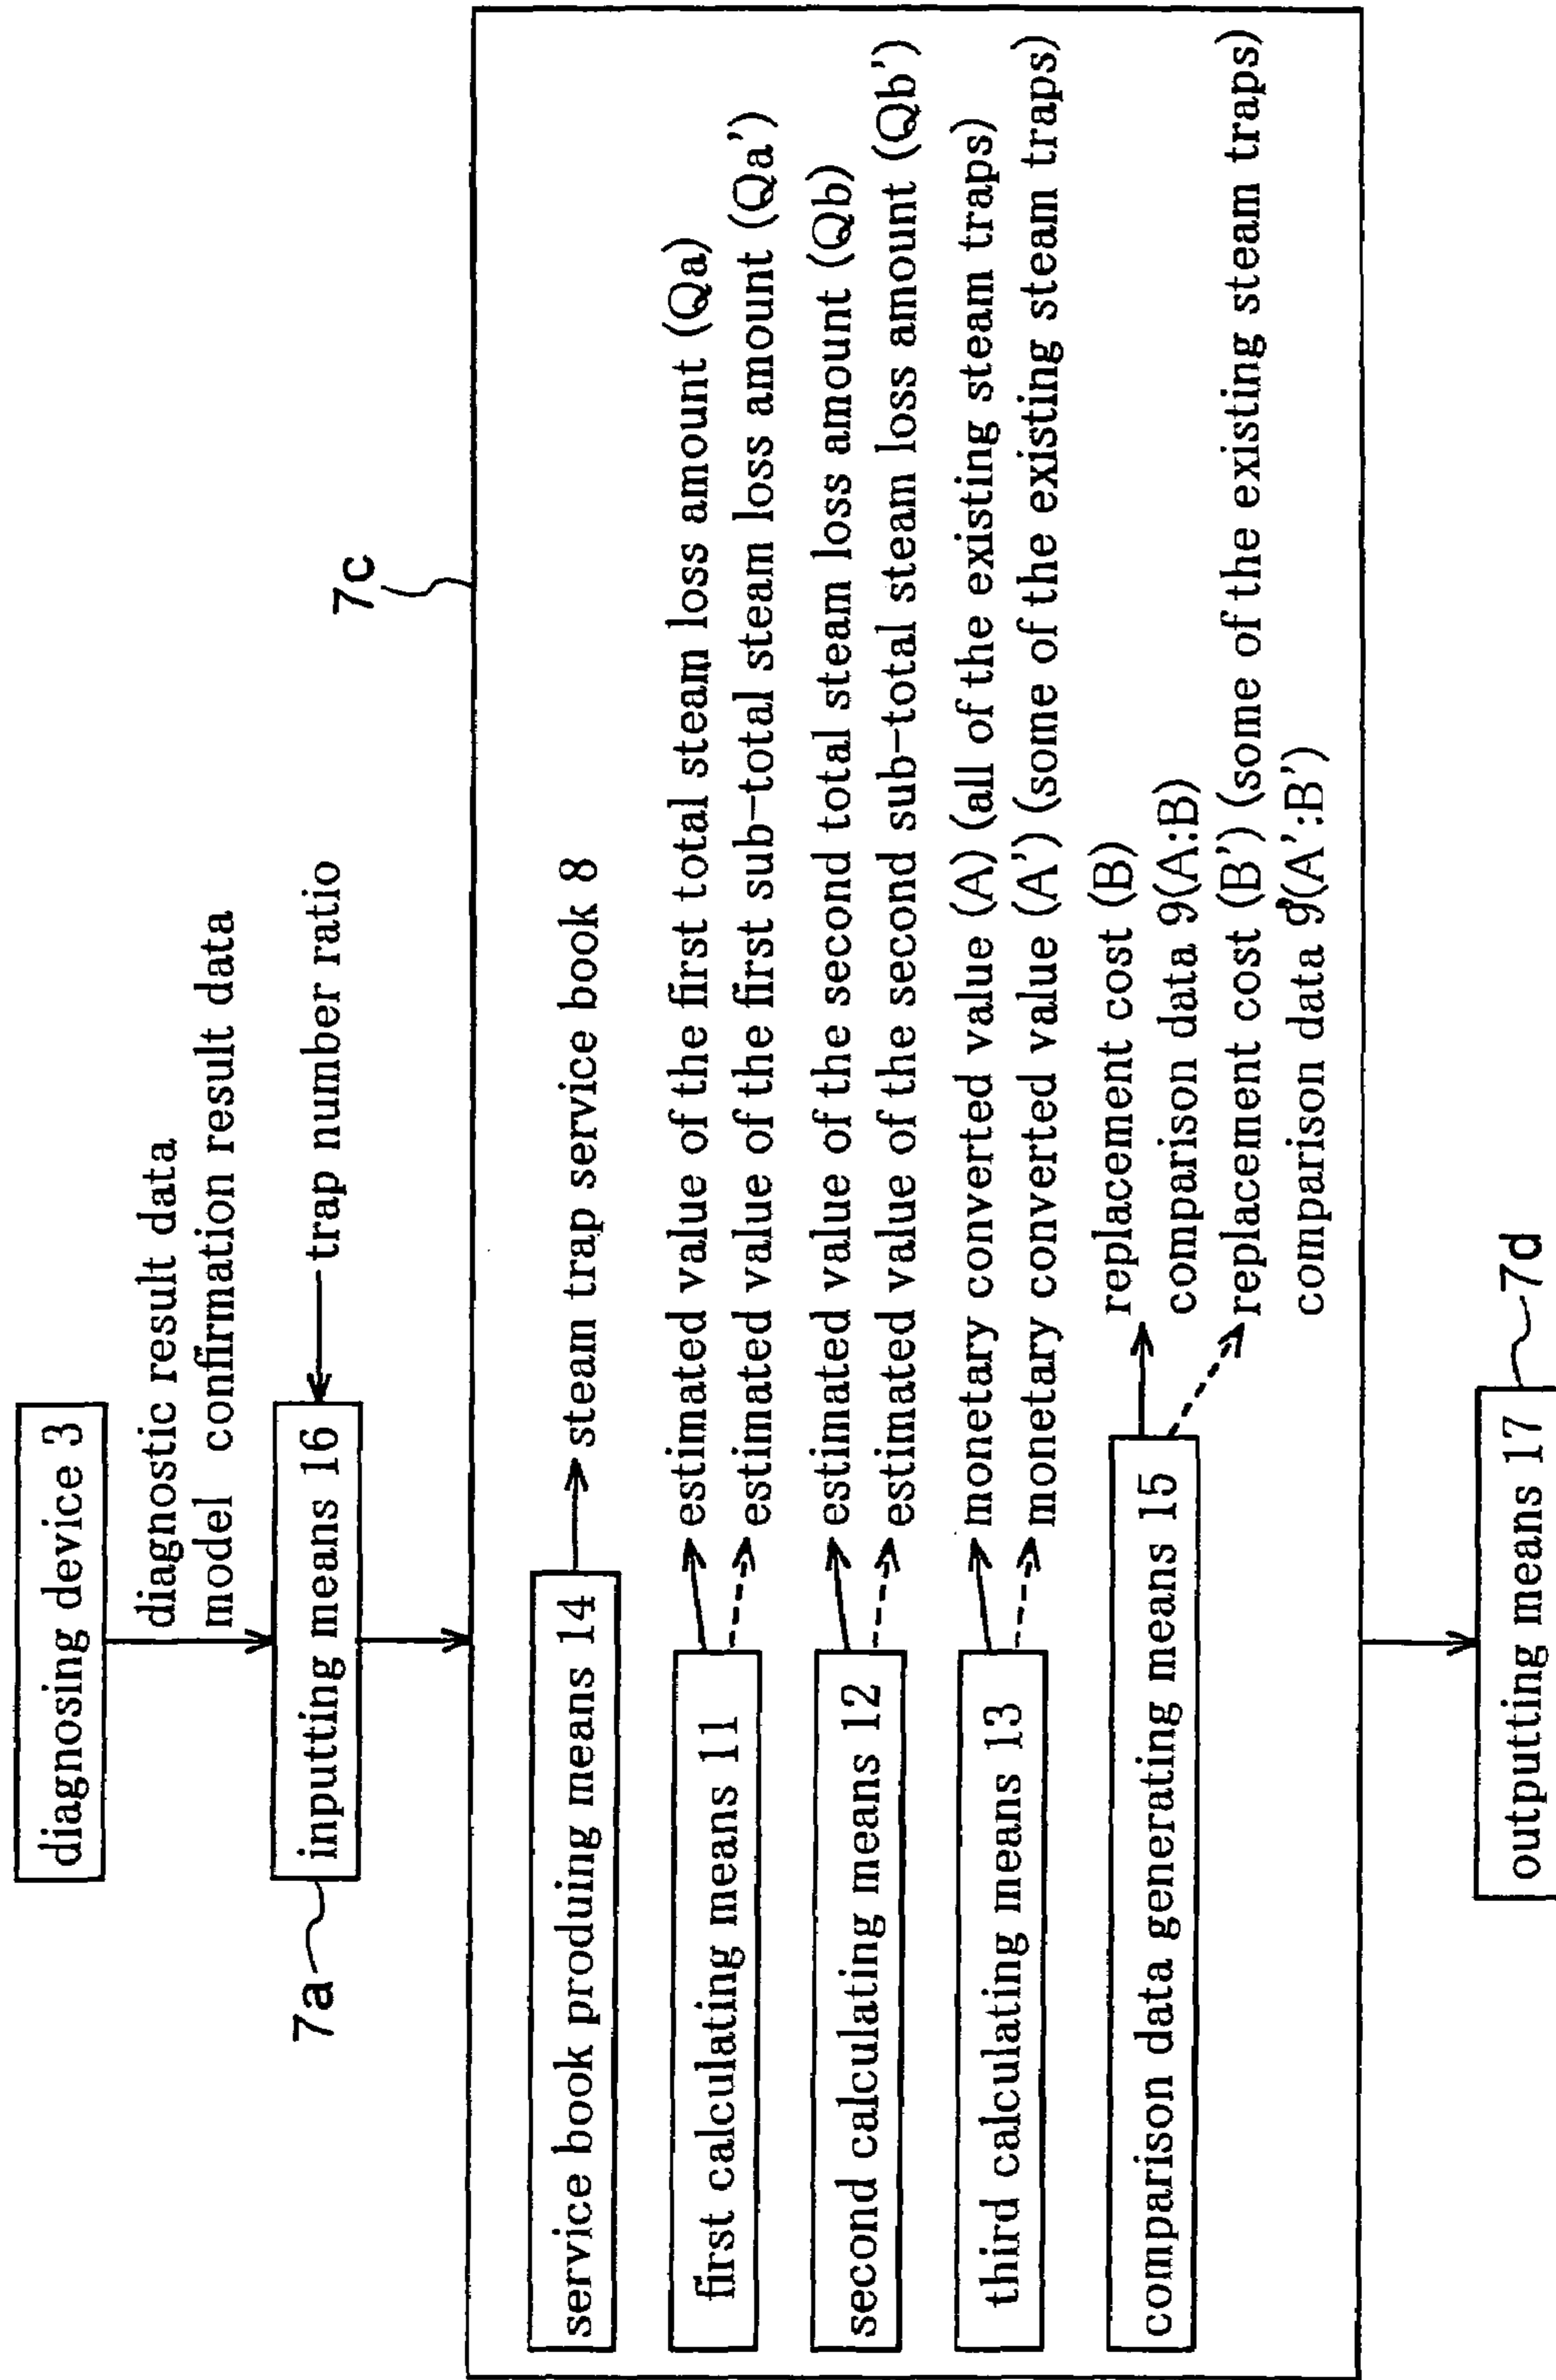 diagnosing device 3
diagnostic result data
model confirmation result data
7a
inputting means 16
trap number ratio
7c
service book produing means 14
steam trap service book 8
first calculating means 11
estimated value of the first total steam loss amount (Qa)
estimated value of the first sub-total steam loss amount (Qa')
second calculating means 12
estimated value of the second total steam loss amount (Qb)
estimated value of the second sub-total steam loss amount (Qb')
third calculating means 13
monetary converted value (A) (all of the existing steam traps)
monetary converted value (A') (some of the existing steam traps)
comparison data generating means 15
replacement cost (B)
comparison data 9(A:B)
replacement cost (B') (some of the existing steam traps)
comparison data 9'(A':B')
outputing means 17
7d